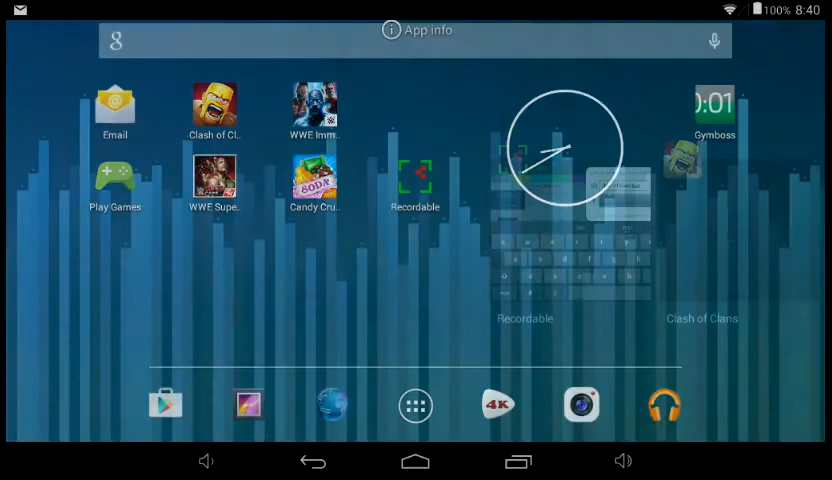 100% 8:40
g
App info
Email
Clash of Cl..
WWE Imm..
0:01
Gymboss
Play Games
WWE Supe..
SODA
Candy Cru..
Recordable
Recordable
Clash of Clans
4K